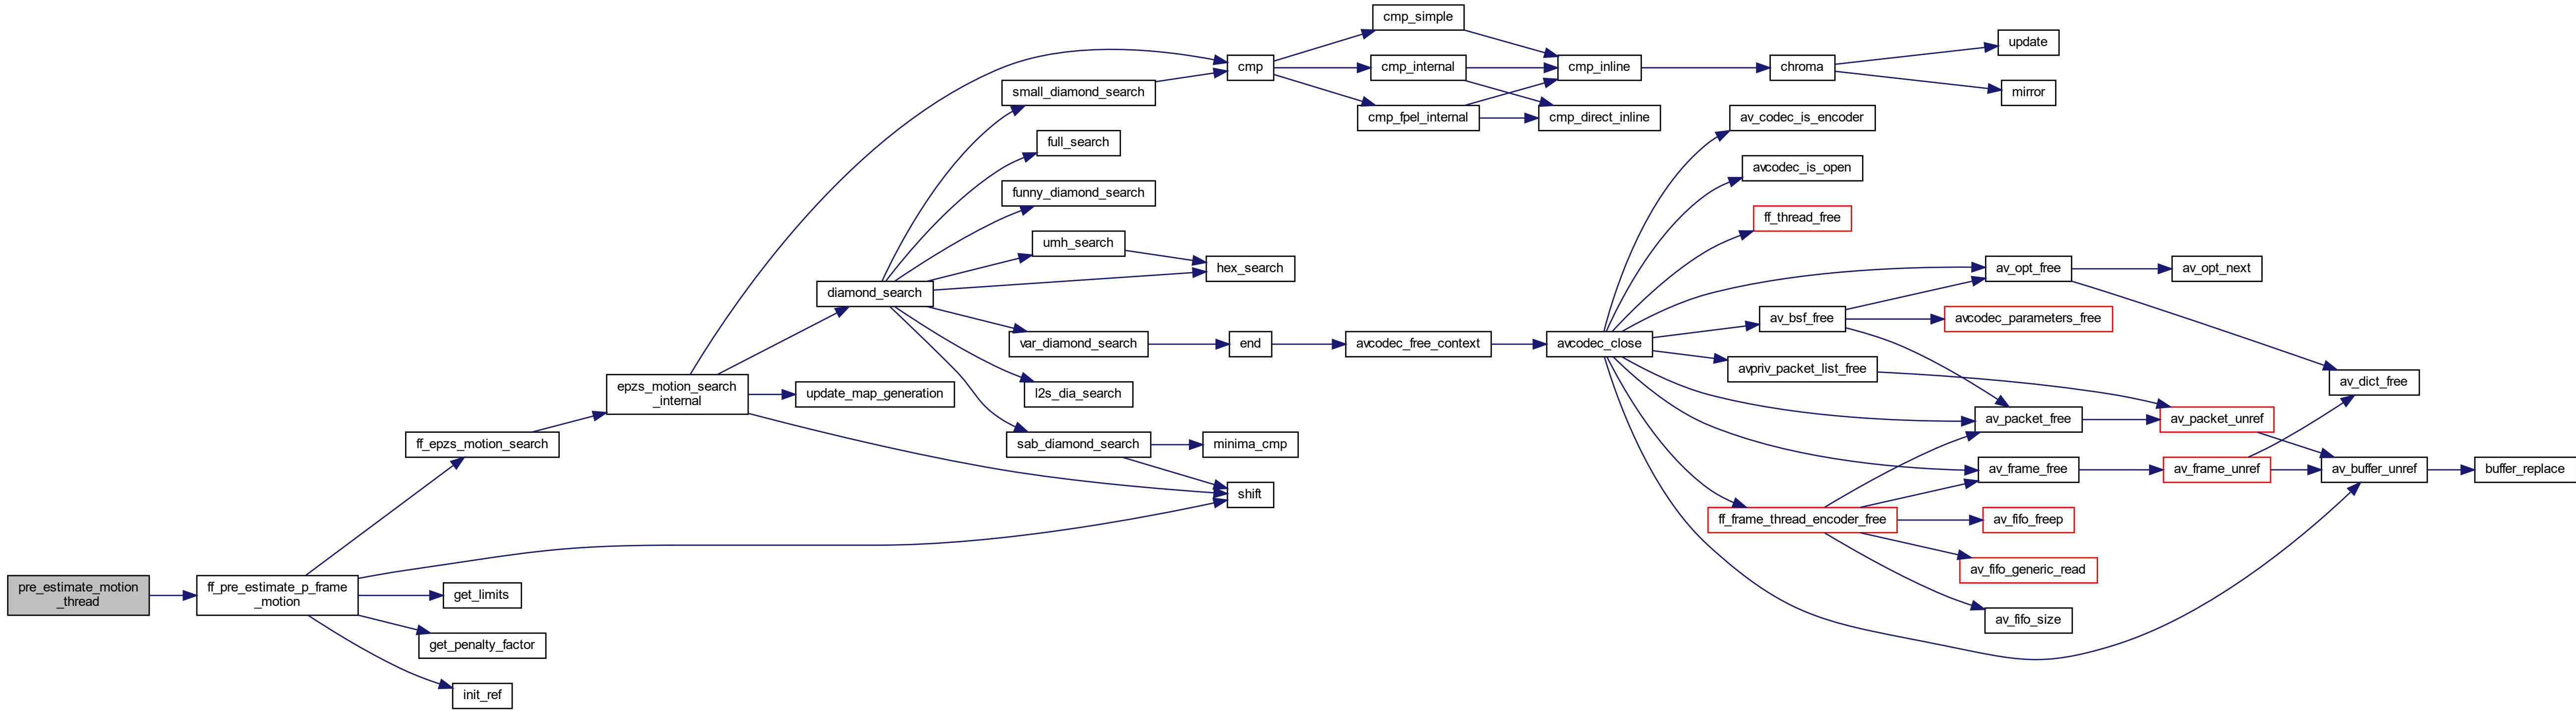 pre_estimate_motion
_thread
ff_pre_estimate_p_frame
_motion
ff_epzs_motion_search
get_limits
get_penalty_factor
init_ref
epzs_motion_search
_internal
diamond_search
update_map_generation
small_diamond_search
full_search
funny_diamond_search
umh_search
var_diamond_search
l2s_dia_search
sab_diamond_search
cmp
hex_search
end
minima_cmp
shift
cmp_simple
cmp_internal
cmp_fpel_internal
avcodec_free_context
cmp_inline
cmp_direct_inline
avcodec_close
chroma
av_codec_is_encoder
avcodec_is_open
ff_thread_free
av_bsf_free
avpriv_packet_list_free
ff_frame_thread_encoder_free
update
mirror
av_opt_free
avcodec_parameters_free
av_packet_free
av_frame_free
av_fifo_freep
av_fifo_generic_read
av_fifo_size
av_opt_next
av_packet_unref
av_frame_unref
av_dict_free
av_buffer_unref
buffer_replace